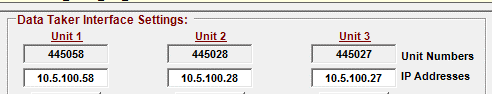 Data Taker Interface Settings:
Unit 1 Unit 2 Unit 3
445058 445028 445027 Unit Numbers
10.5.100.58 10.5.100.28 10.5.100.27 IP Addresses